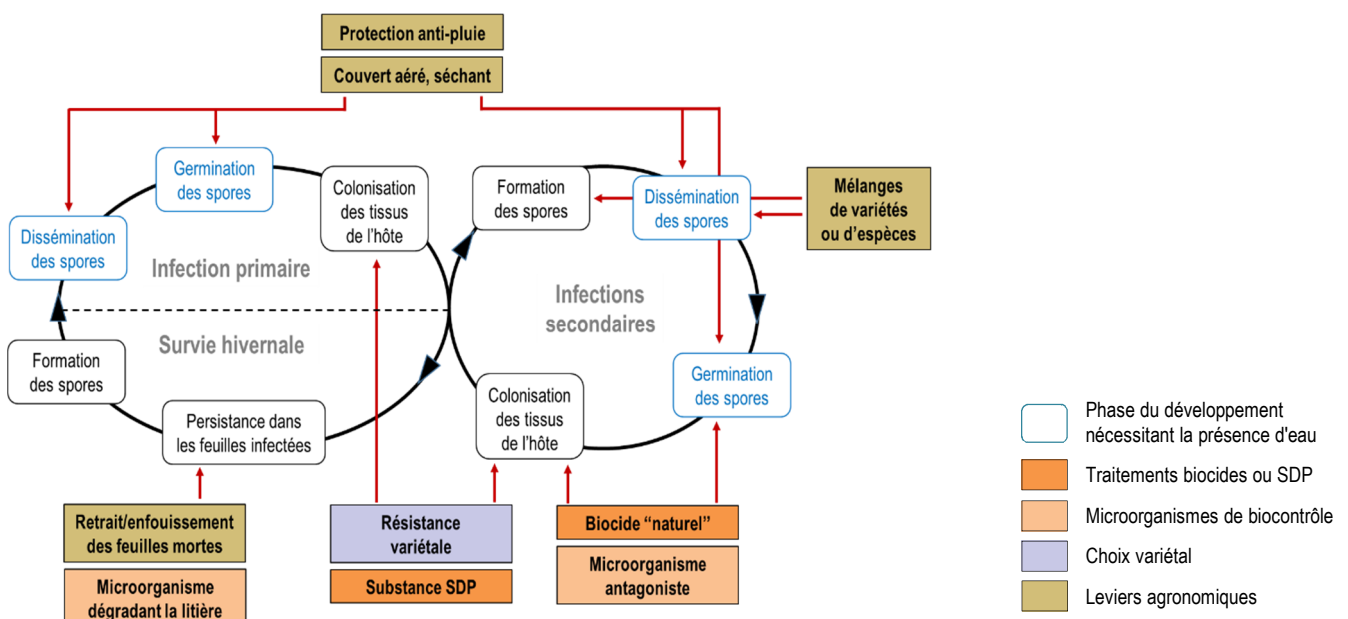 Protection anti-pluie
Couvert aéré, séchant
Germination
des spores
Colonisation
des tissus
de l'hôte
Formation
des spores
Dissémination
des spores
Mélanges
de variétés
ou d'espèces
Dissémination
des spores
Infection primaire
Infections
secondaires
Survie hivernale
Formation
des spores
Germination
des spores
Colonisation
des tissus
de l'hôte
Persistance dans
les feuilles infectées
Retrait/enfouissement
des feuilles mortes
Microorganisme
dégradant la litière
Résistance
variétale
Substance SDP
Biocide “naturel”
Microorganisme
antagoniste
Phase du développement
nécessitant la présence d'eau
Traitements biocides ou SDP
Microorganismes de biocontrôle
Choix variétal
Leviers agronomiques